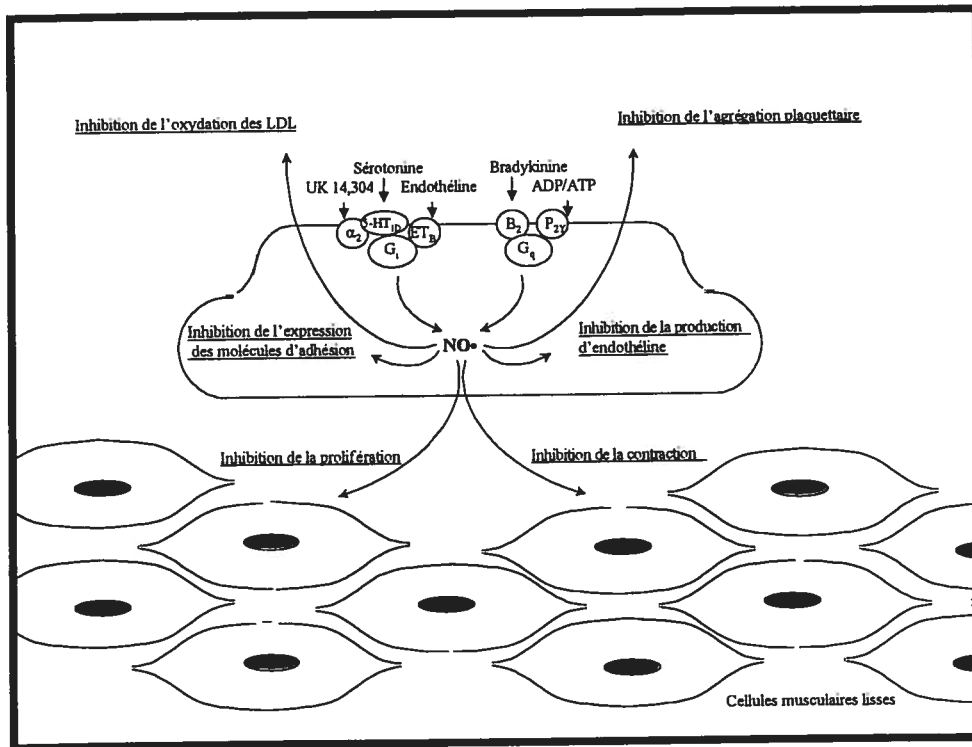 Inhibition de l'oxydation des LDL
Inhibition de l'agrégation plaquettaire
Sérotonine
Bradykinine
UK 14,304
Endothéline
ADP/ATP
α2
5-HT1D
ETB
Gi
B2
P2Y
Gq
Inhibition de l'expression
des molécules d'adhésion
NO•
Inhibition de la production
d'endothéline
Inhibition de la prolifération
Inhibition de la contraction
Cellules musculaires lisses